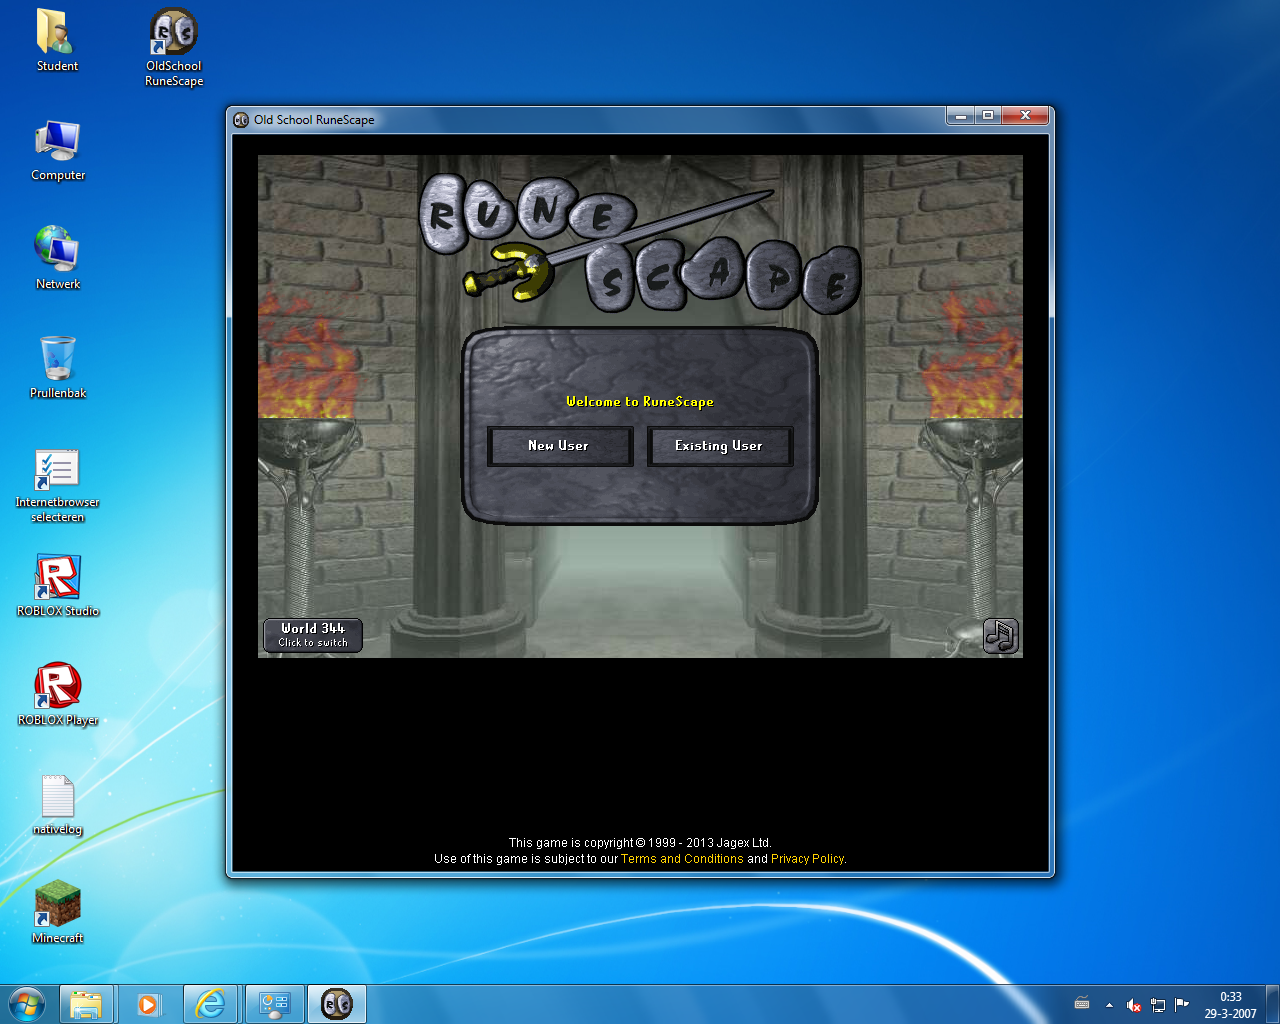 Student
OldSchool
RuneScape
Computer
Netwerk
Prullenbak
Internetbrowser
selecteren
ROBLOX Studio
ROBLOX Player
nativelog
Minecraft
Old School RuneScape
RUNE
SCAPE
Welcome to RuneScape
New User
Existing User
World 344
Click to switch
This game is copyright © 1999 - 2013 Jagex Ltd.
Use of this game is subject to our Terms and Conditions and Privacy Policy.
0:33
29-3-2007